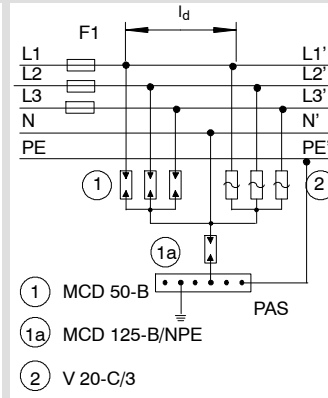 l_d
F1
L1 L1'
L2 L2'
L3 L3'
N N'
PE PE'
1 2
1a
1 MCD 50-B
PAS
1a MCD 125-B/NPE
2 V 20-C/3